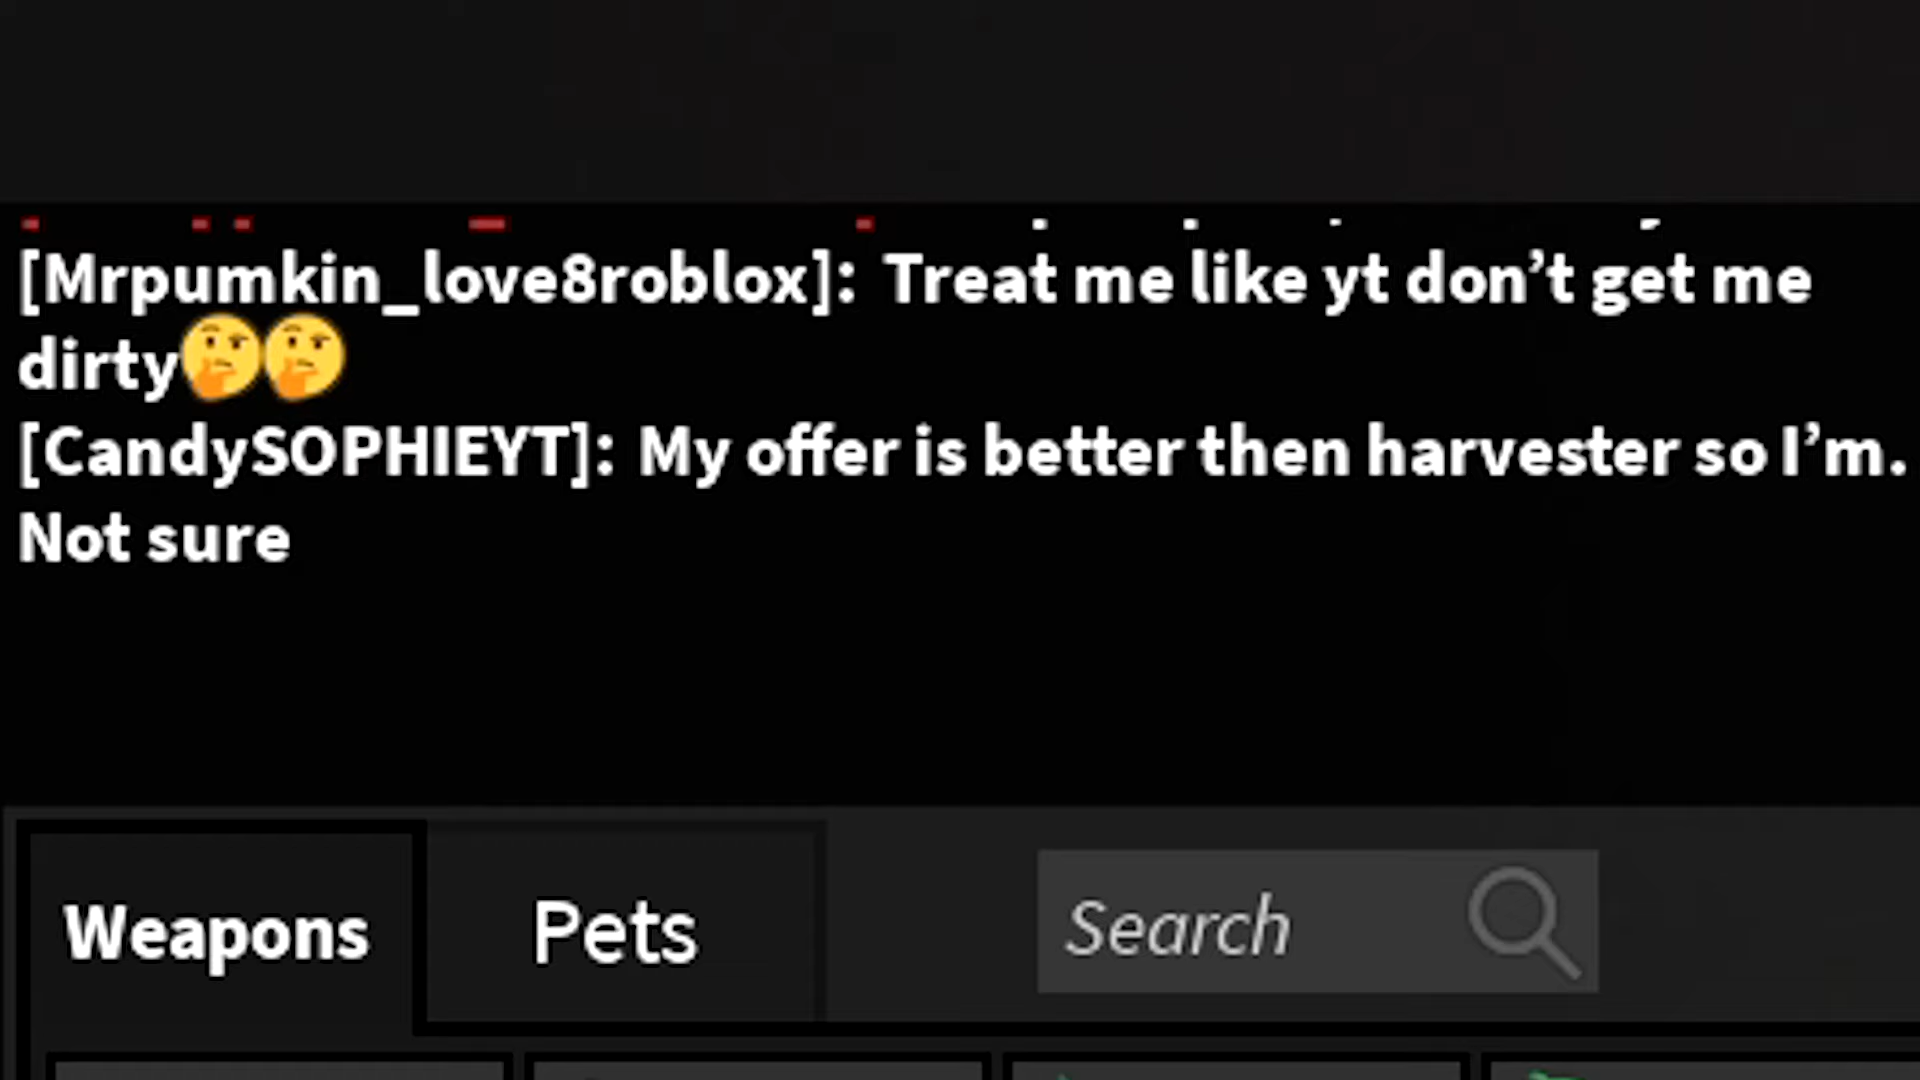 [Mrpumkin_love8roblox]: Treat me like yt don’t get me
dirty🤔🤔
[CandySOPHIEYT]: My offer is better then harvester so I’m.
Not sure
Weapons
Pets
Search